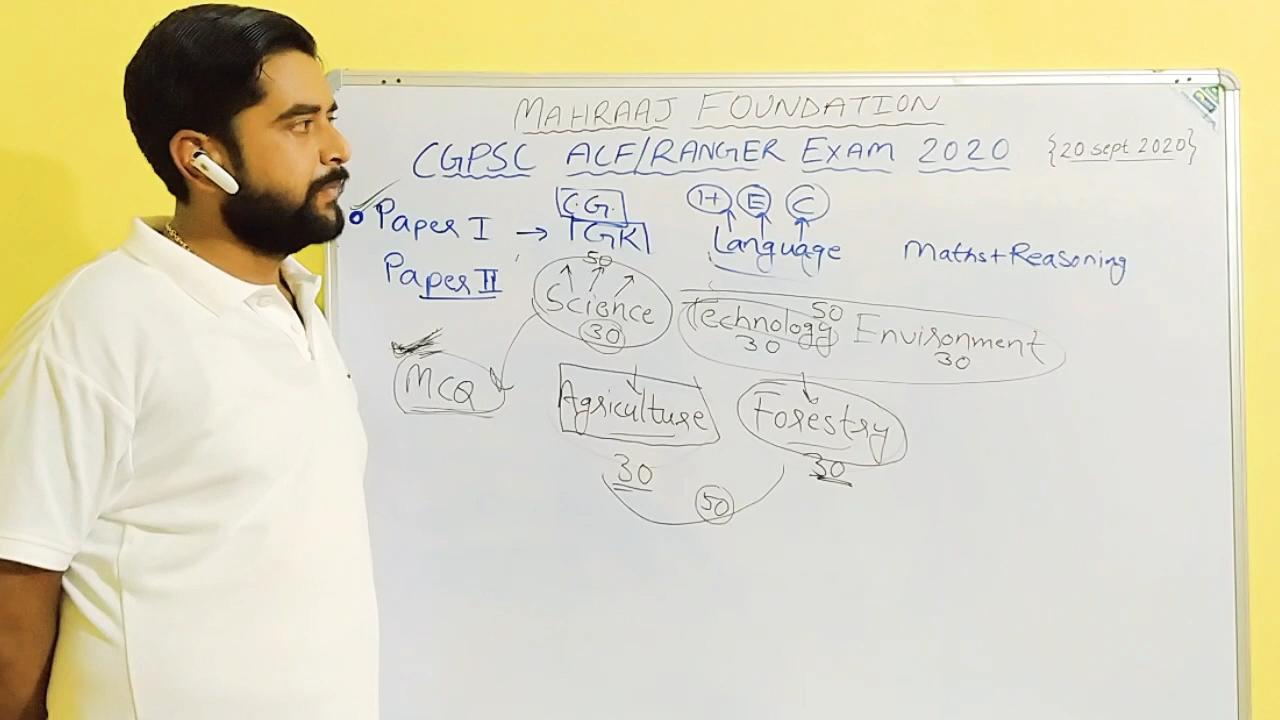 MAHRAAJ FOUNDATION
CGPSC ACF/RANGER EXAM 2020 {20 sept 2020}
C.G. H E C
Paper I → GK Language Maths+Reasoning
Paper II
50
Science
30
50
Technology Environment
30 30
MCQ Agriculture Forestry
30 30
50